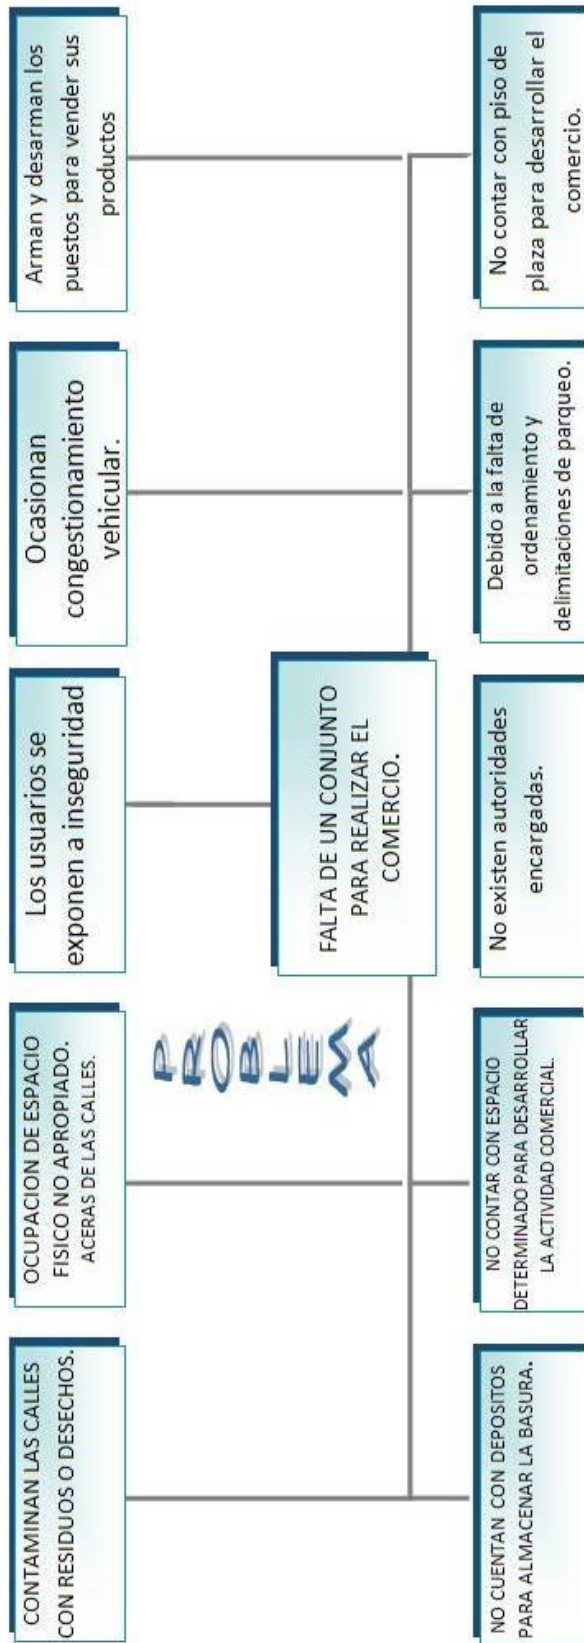 CONTAMINAN LAS CALLES
CON RESIDUOS O DESECHOS.
OCUPACION DE ESPACIO
FISICO NO APROPIADO.
ACERAS DE LAS CALLES.
Los usuarios se
exponen a inseguridad
Ocasionan
congestionamiento
vehicular.
Arman y desarman los
puestos para vender sus
productos
PROBLEMA
FALTA DE UN CONJUNTO
PARA REALIZAR EL
COMERCIO.
NO CUENTAN CON DEPOSITOS
PARA ALMACENAR LA BASURA.
NO CONTAR CON ESPACIO
DETERMINADO PARA DESARROLLAR
LA ACTIVIDAD COMERCIAL.
No existen autoridades
encargadas.
Debido a la falta de
ordenamiento y
delimitaciones de parqueo.
No contar con piso de
plaza para desarrollar el
comercio.